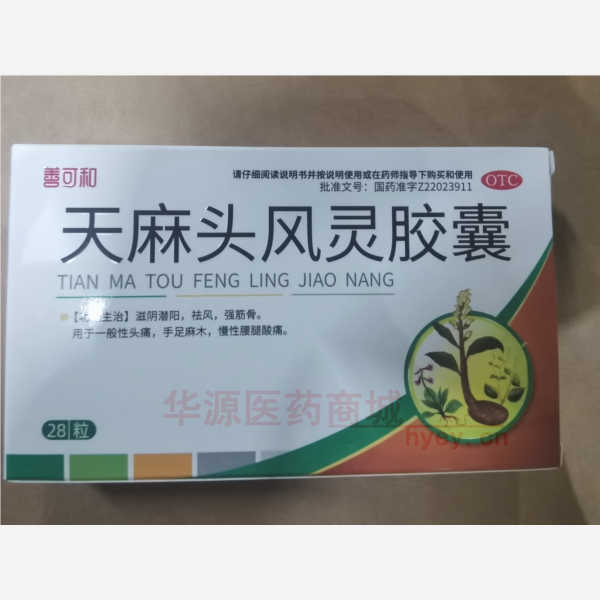 善可和
请仔细阅读说明书并按说明使用或在药师指导下购买和使用
批准文号：国药准字Z22023911
OTC
天麻头风灵胶囊
TIAN MA TOU FENG LING JIAO NANG
主治】滋阴潜阳，祛风，强筋骨。
用于一般性头痛，手足麻木，慢性腰腿酸痛。
华源医药商城
hyey.cn
28粒